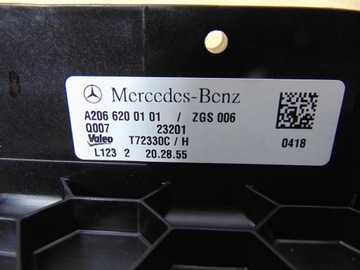 Mercedes-Benz
A206 620 01 01 / ZGS 006
Q007 23201
Valeo T72330C / H
L123 2 20.28.55
0418